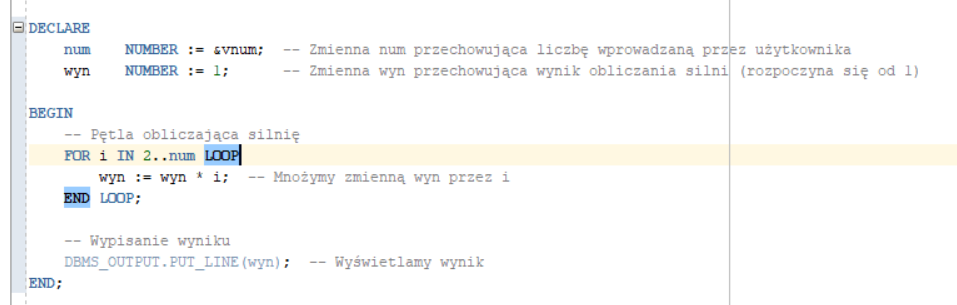 DECLARE
num NUMBER := &vnum; -- Zmienna num przechowująca liczbę wprowadzaną przez użytkownika
wyn NUMBER := 1; -- Zmienna wyn przechowująca wynik obliczania silni (rozpoczyna się od 1)
BEGIN
-- Pętla obliczająca silnię
FOR i IN 2..num LOOP
wyn := wyn * i; -- Mnożymy zmienną wyn przez i
END LOOP;
-- Wypisanie wyniku
DBMS_OUTPUT.PUT_LINE(wyn); -- Wyświetlamy wynik
END;